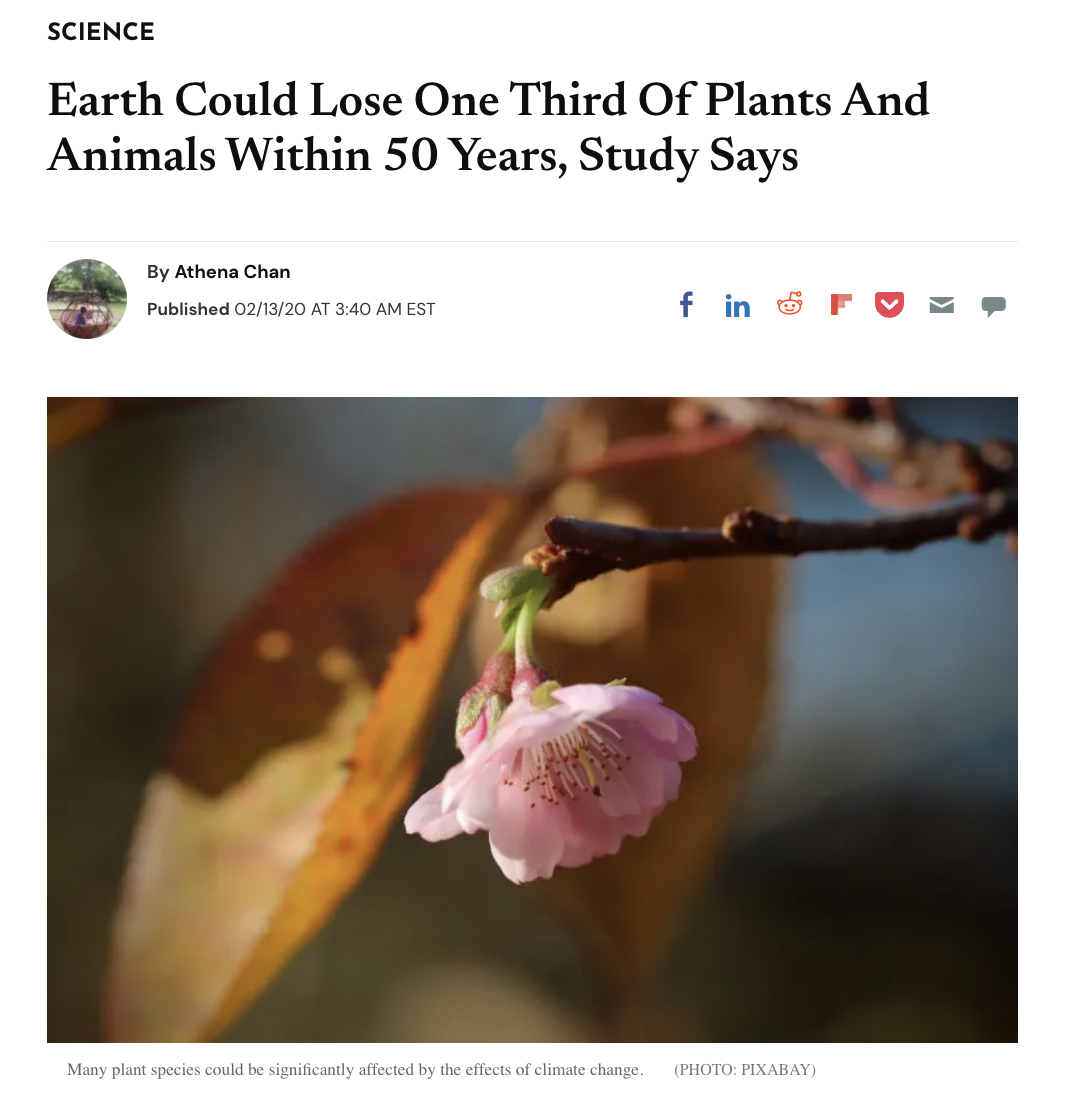 SCIENCE
Earth Could Lose One Third Of Plants And
Animals Within 50 Years, Study Says
By Athena Chan
Published 02/13/20 AT 3:40 AM EST
Many plant species could be significantly affected by the effects of climate change. (PHOTO: PIXABAY)